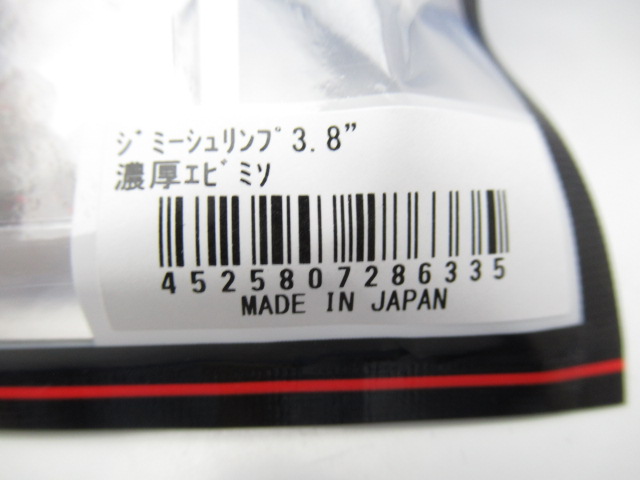 ｼﾞﾐｰｼｭﾘﾝﾌﾟ3.8”
濃厚ｴﾋﾞﾐｿ
4525807286335
MADE IN JAPAN